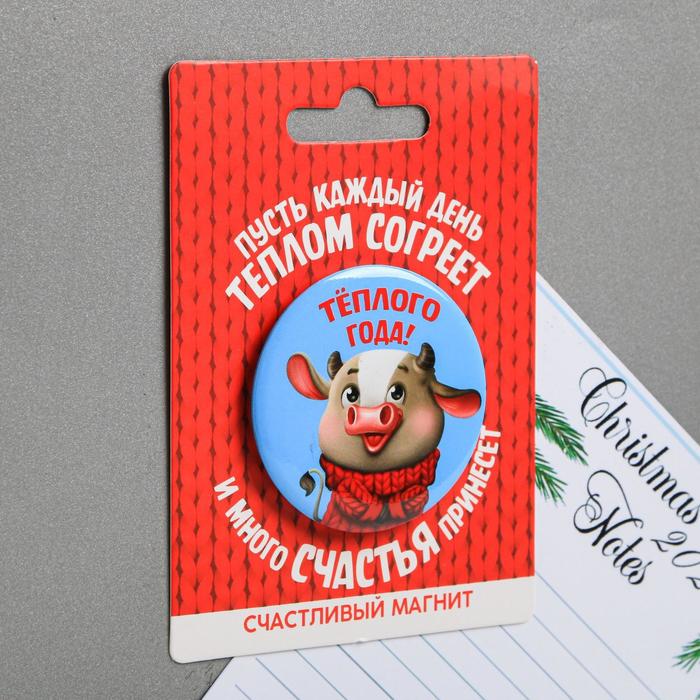 ПУСТЬ КАЖДЫЙ ДЕНЬ
ТЕПЛОМ СОГРЕЕТ
ТЁПЛОГО
ГОДА!
И МНОГО СЧАСТЬЯ ПРИНЕСЕТ
СЧАСТЛИВЫЙ МАГНИТ
Christmas
Notes